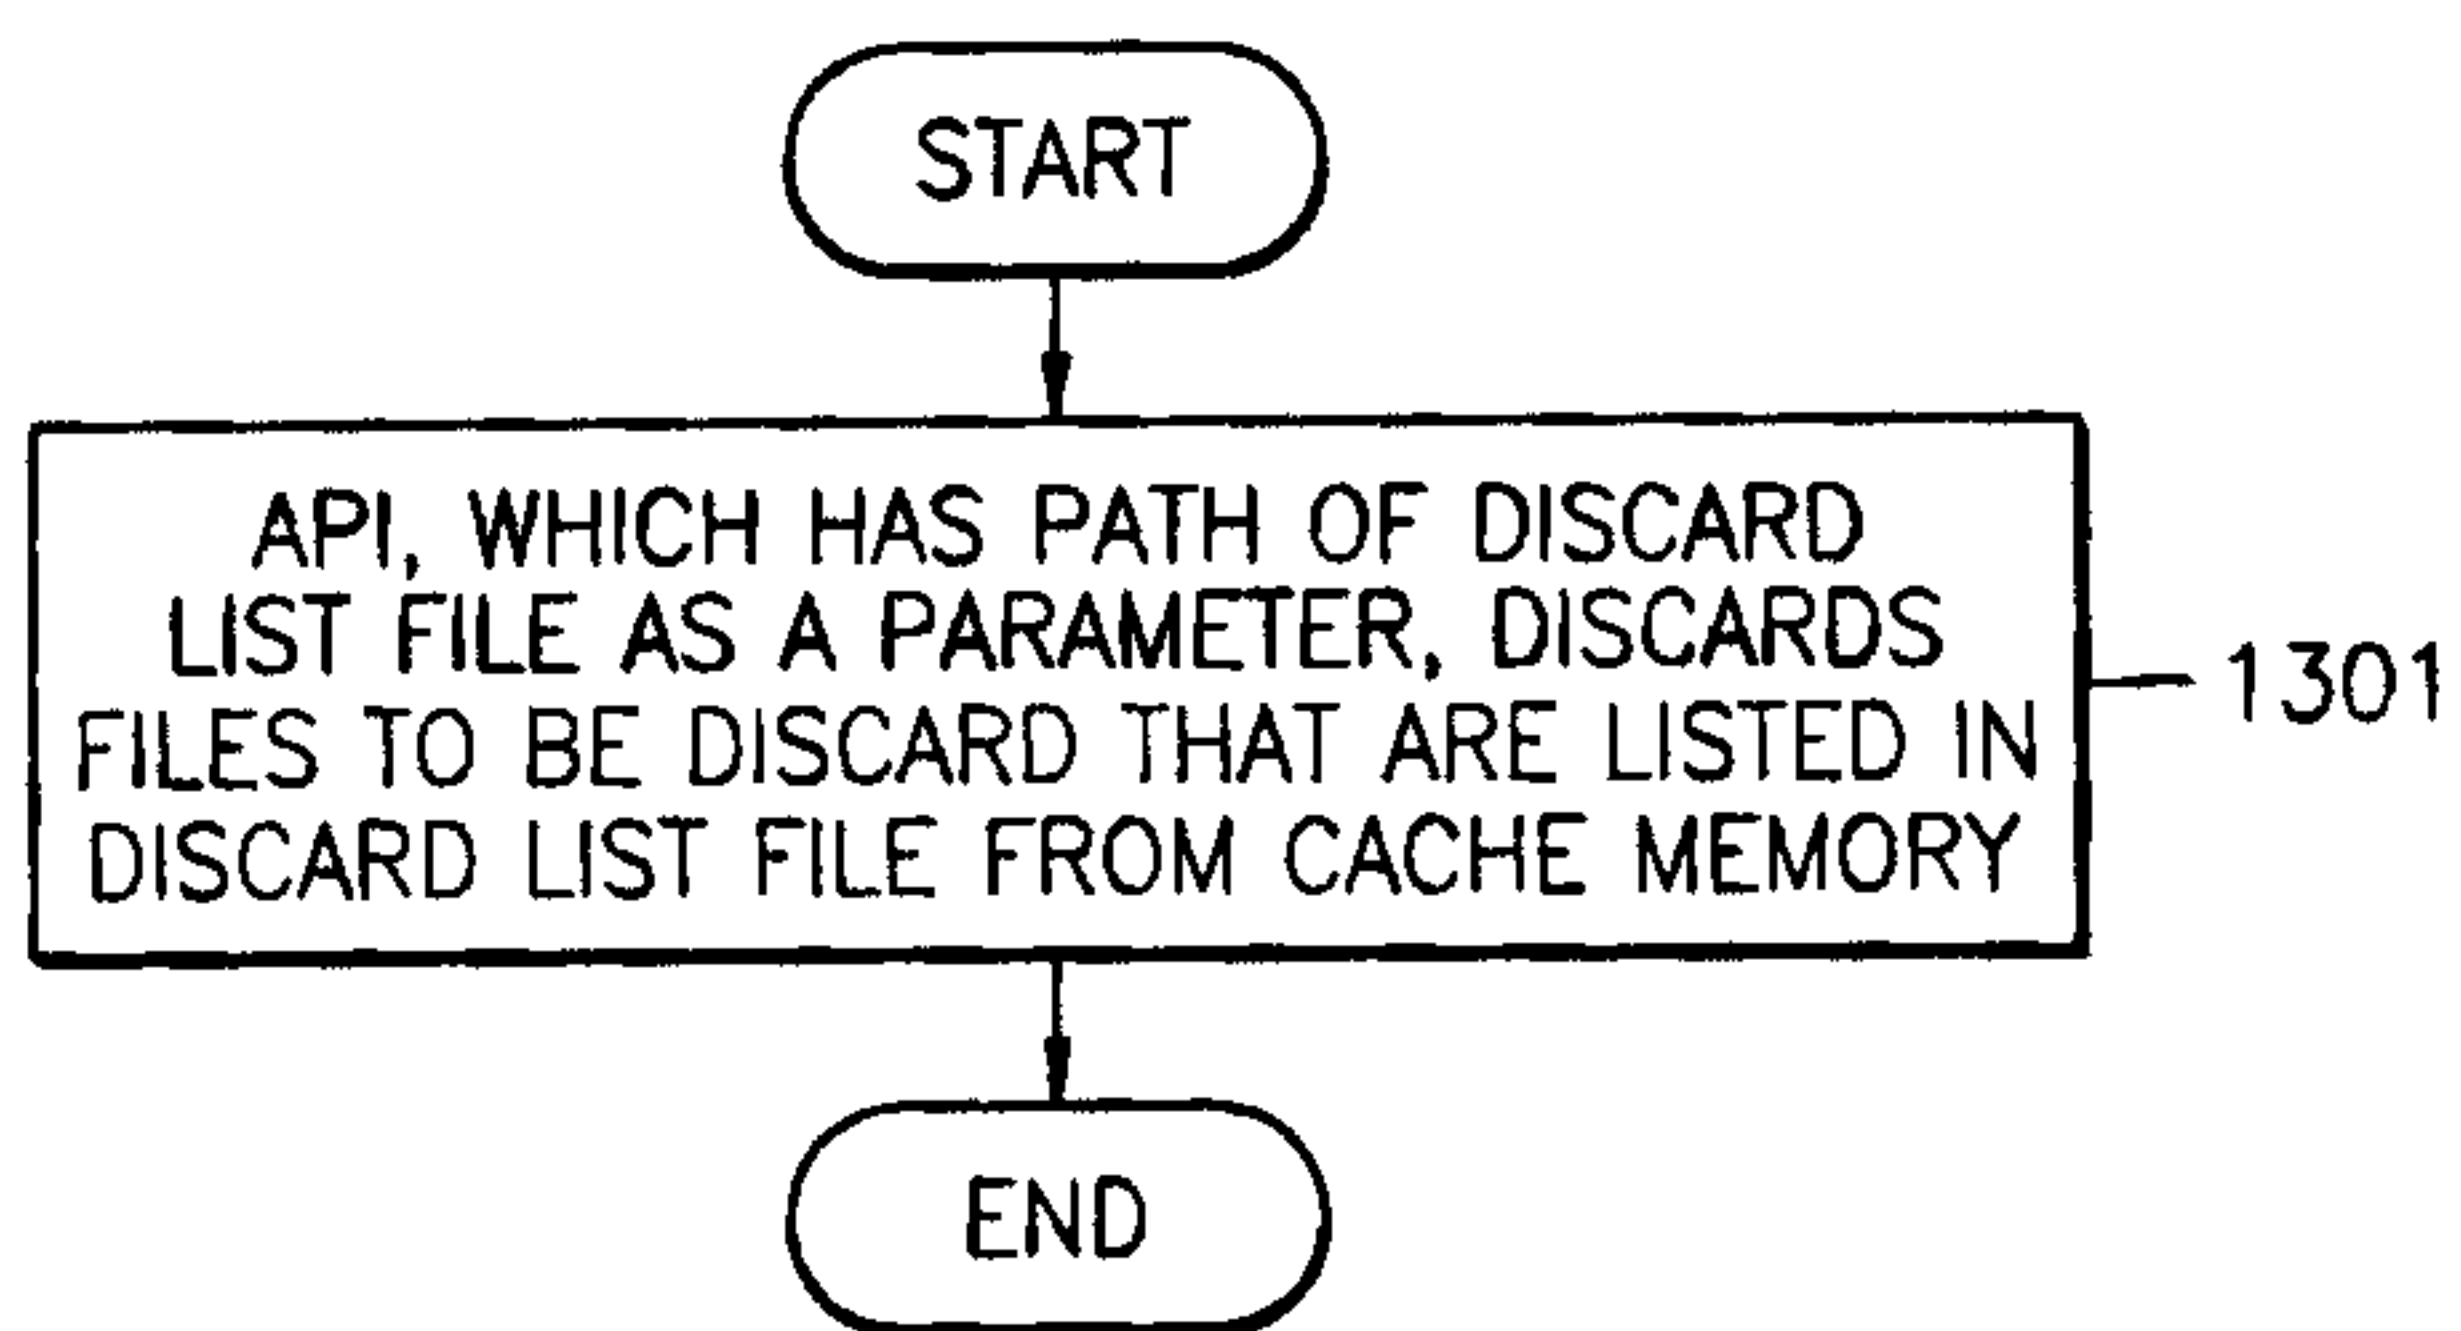 START
API, WHICH HAS PATH OF DISCARD
LIST FILE AS A PARAMETER, DISCARDS
FILES TO BE DISCARD THAT ARE LISTED IN
DISCARD LIST FILE FROM CACHE MEMORY
1301
END